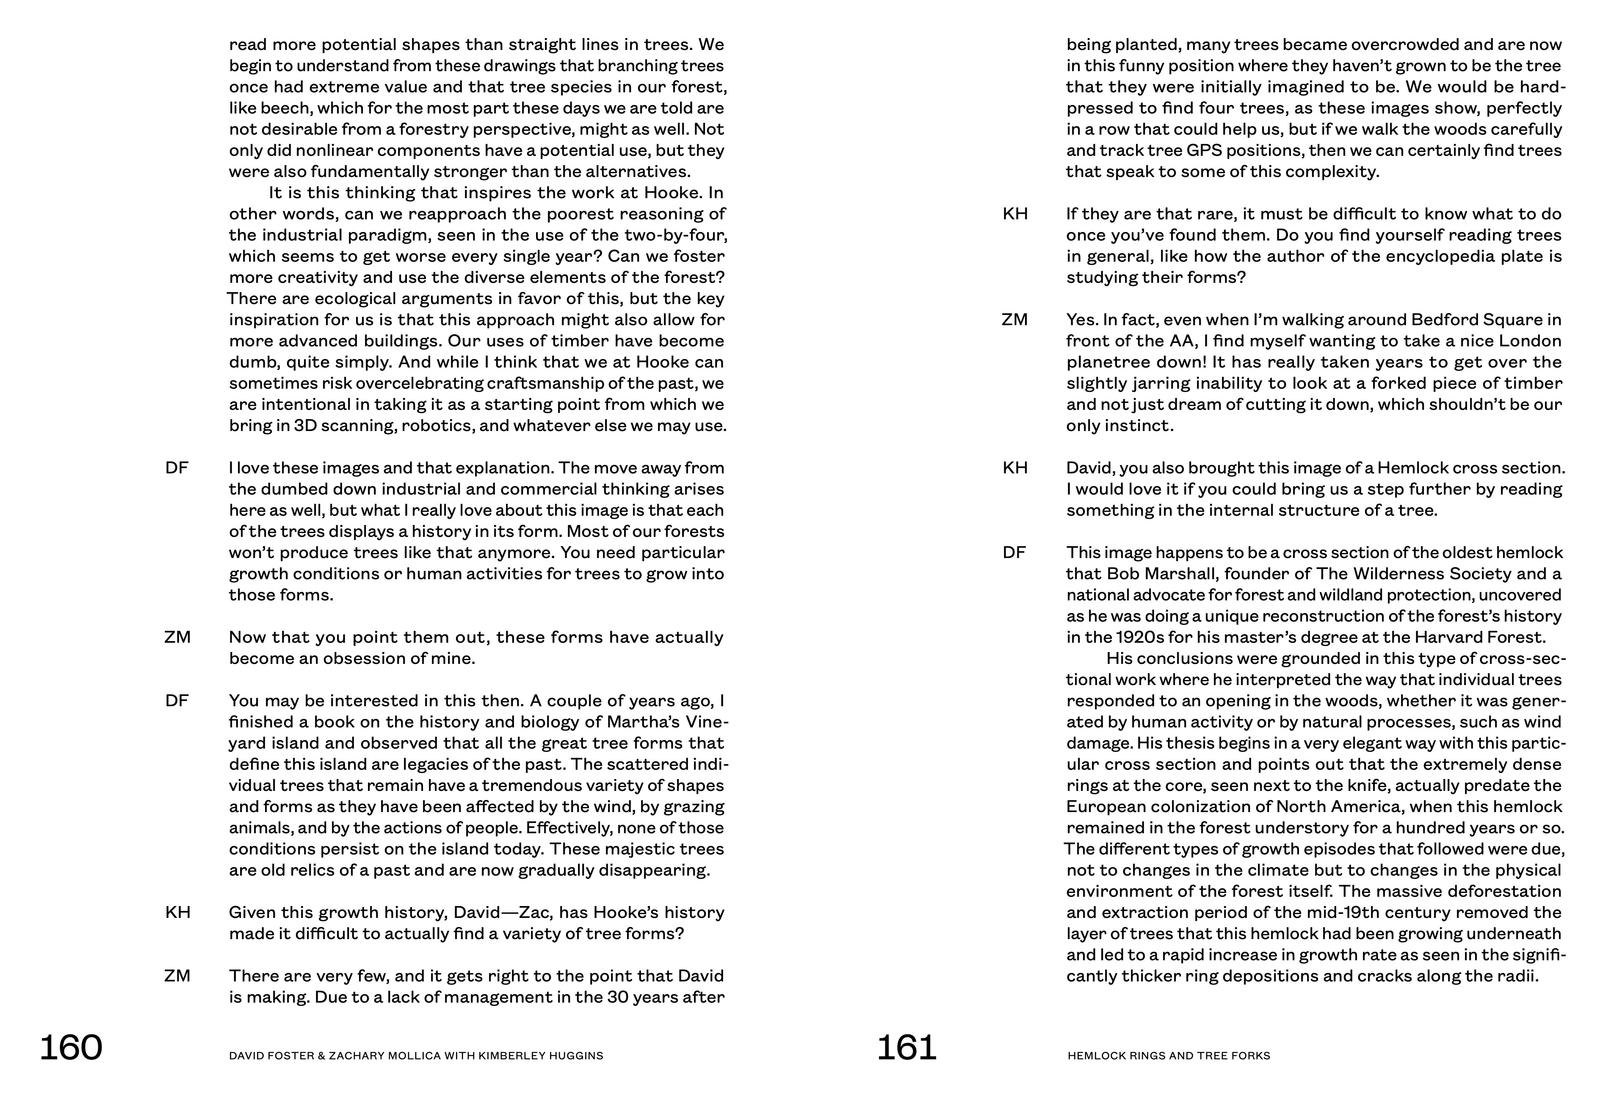 read more potential shapes than straight lines in trees. We
begin to understand from these drawings that branching trees
once had extreme value and that tree species in our forest,
like beech, which for the most part these days we are told are
not desirable from a forestry perspective, might as well. Not
only did nonlinear components have a potential use, but they
were also fundamentally stronger than the alternatives.
It is this thinking that inspires the work at Hooke. In
other words, can we reapproach the poorest reasoning of
the industrial paradigm, seen in the use of the two-by-four,
which seems to get worse every single year? Can we foster
more creativity and use the diverse elements of the forest?
There are ecological arguments in favor of this, but the key
inspiration for us is that this approach might also allow for
more advanced buildings. Our uses of timber have become
dumb, quite simply. And while I think that we at Hooke can
sometimes risk overcelebrating craftsmanship of the past, we
are intentional in taking it as a starting point from which we
bring in 3D scanning, robotics, and whatever else we may use.
DF I love these images and that explanation. The move away from
the dumbed down industrial and commercial thinking arises
here as well, but what I really love about this image is that each
of the trees displays a history in its form. Most of our forests
won't produce trees like that anymore. You need particular
growth conditions or human activities for trees to grow into
those forms.
ZM Now that you point them out, these forms have actually
become an obsession of mine.
DF You may be interested in this then. A couple of years ago, I
finished a book on the history and biology of Martha's Vine-
yard island and observed that all the great tree forms that
define this island are legacies of the past. The scattered indi-
vidual trees that remain have a tremendous variety of shapes
and forms as they have been affected by the wind, by grazing
animals, and by the actions of people. Effectively, none of those
conditions persist on the island today. These majestic trees
are old relics of a past and are now gradually disappearing.
KH Given this growth history, David—Zac, has Hooke's history
made it difficult to actually find a variety of tree forms?
ZM There are very few, and it gets right to the point that David
is making. Due to a lack of management in the 30 years after
160 DAVID FOSTER & ZACHARY MOLLICA WITH KIMBERLEY HUGGINS
being planted, many trees became overcrowded and are now
in this funny position where they haven't grown to be the tree
that they were initially imagined to be. We would be hard-
pressed to find four trees, as these images show, perfectly
in a row that could help us, but if we walk the woods carefully
and track tree GPS positions, then we can certainly find trees
that speak to some of this complexity.
KH If they are that rare, it must be difficult to know what to do
once you've found them. Do you find yourself reading trees
in general, like how the author of the encyclopedia plate is
studying their forms?
ZM Yes. In fact, even when I'm walking around Bedford Square in
front of the AA, I find myself wanting to take a nice London
planetree down! It has really taken years to get over the
slightly jarring inability to look at a forked piece of timber
and not just dream of cutting it down, which shouldn't be our
only instinct.
KH David, you also brought this image of a Hemlock cross section.
I would love it if you could bring us a step further by reading
something in the internal structure of a tree.
DF This image happens to be a cross section of the oldest hemlock
that Bob Marshall, founder of The Wilderness Society and a
national advocate for forest and wildland protection, uncovered
as he was doing a unique reconstruction of the forest's history
in the 1920s for his master's degree at the Harvard Forest.
His conclusions were grounded in this type of cross-sec-
tional work where he interpreted the way that individual trees
responded to an opening in the woods, whether it was gener-
ated by human activity or by natural processes, such as wind
damage. His thesis begins in a very elegant way with this partic-
ular cross section and points out that the extremely dense
rings at the core, seen next to the knife, actually predate the
European colonization of North America, when this hemlock
remained in the forest understory for a hundred years or so.
The different types of growth episodes that followed were due,
not to changes in the climate but to changes in the physical
environment of the forest itself. The massive deforestation
and extraction period of the mid-19th century removed the
layer of trees that this hemlock had been growing underneath
and led to a rapid increase in growth rate as seen in the signifi-
cantly thicker ring depositions and cracks along the radii.
161 HEMLOCK RINGS AND TREE FORKS